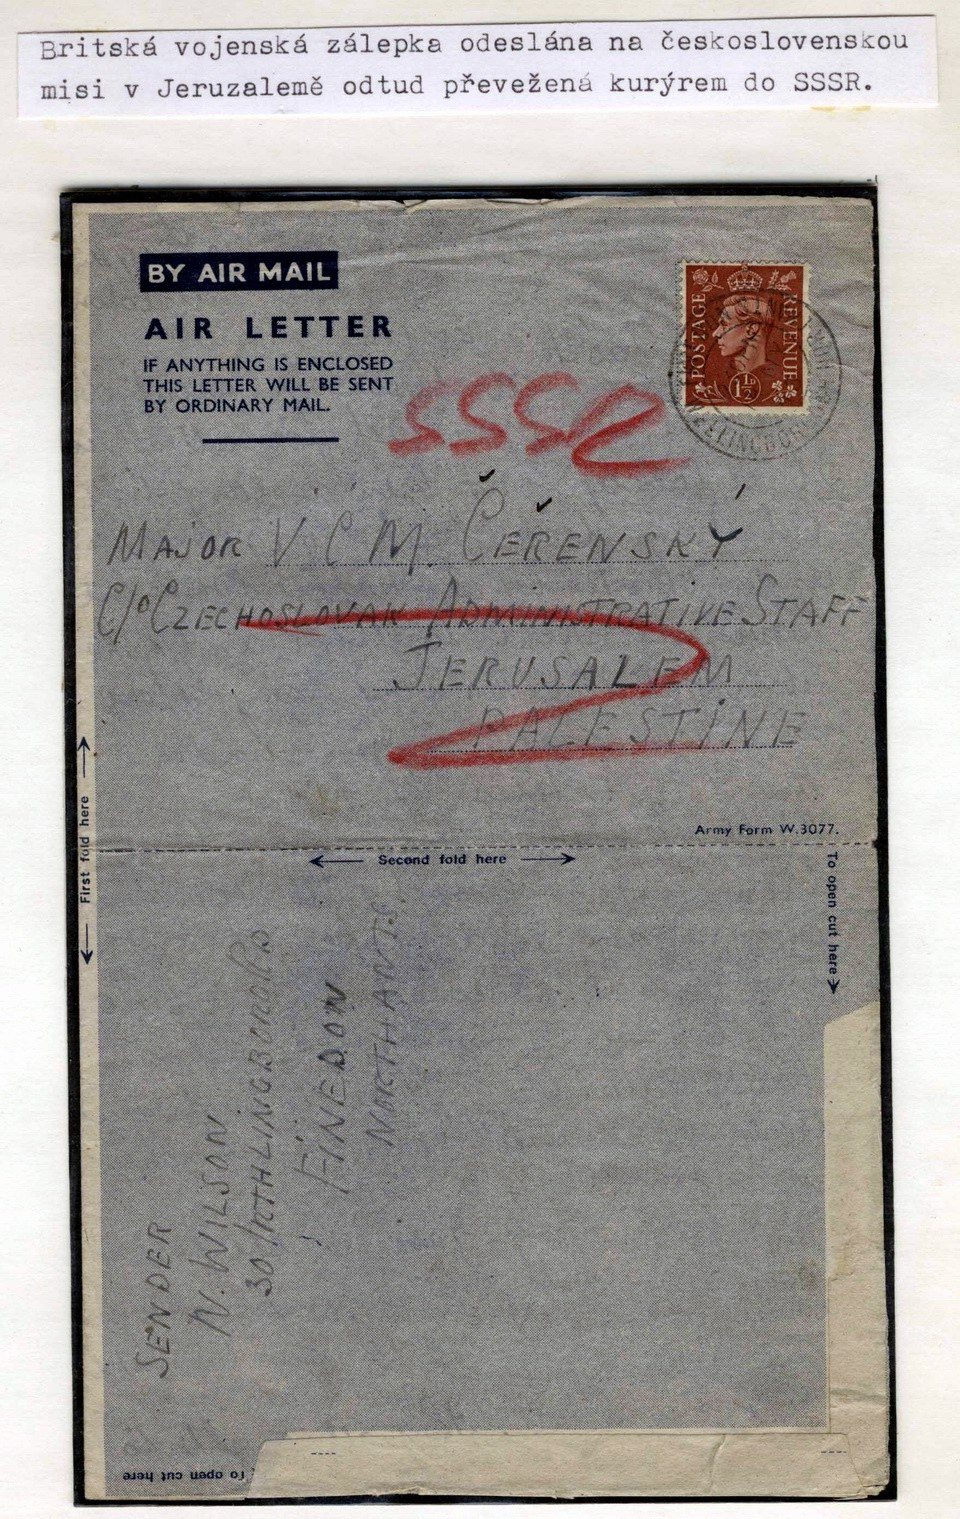 Britská vojenská zálepka odeslána na československou
misi v Jeruzalemě odtud převežená kurýrem do SSSR.
BY AIR MAIL
AIR LETTER
IF ANYTHING IS ENCLOSED
THIS LETTER WILL BE SENT
BY ORDINARY MAIL.
POSTAGE
REVENUE
1½D
SSSR
MAJOR V C M. ČEŘENSKÝ
C/o CZECHOSLOVAK ADMINISTRATIVE STAFF
JERUSALEM
PALESTINE
Army Form W.3077.
First fold here
Second fold here
To open cut here
SENDER
N. WILSON
30 IRTHLINGBORO RD
FINEDON
NORTHANTS
To open cut here